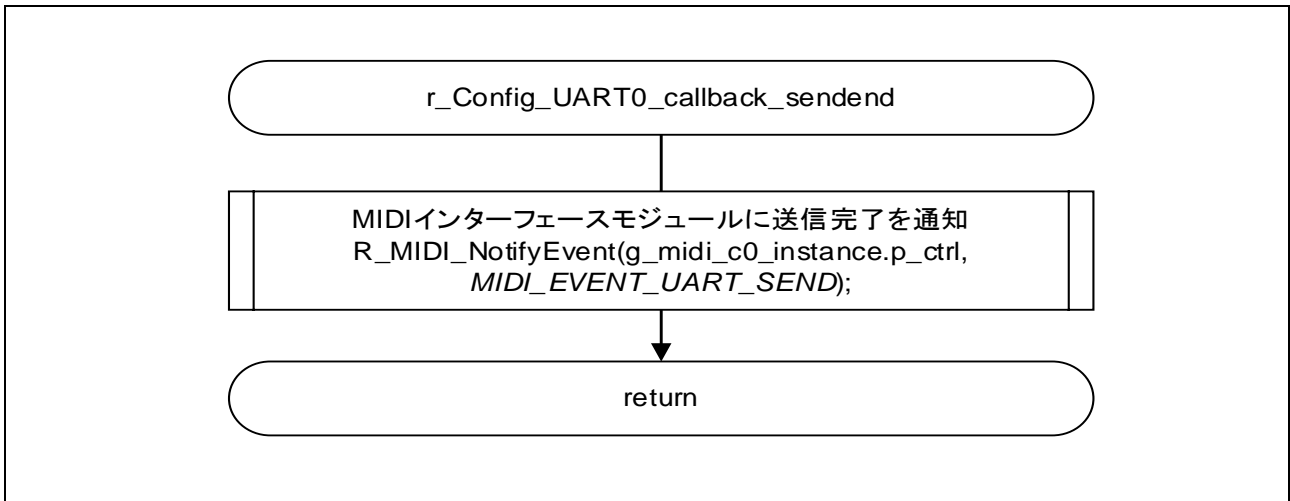 r_Config_UART0_callback_sendend
MIDIインターフェースモジュールに送信完了を通知
R_MIDI_NotifyEvent(g_midi_c0_instance.p_ctrl,
MIDI_EVENT_UART_SEND);
return